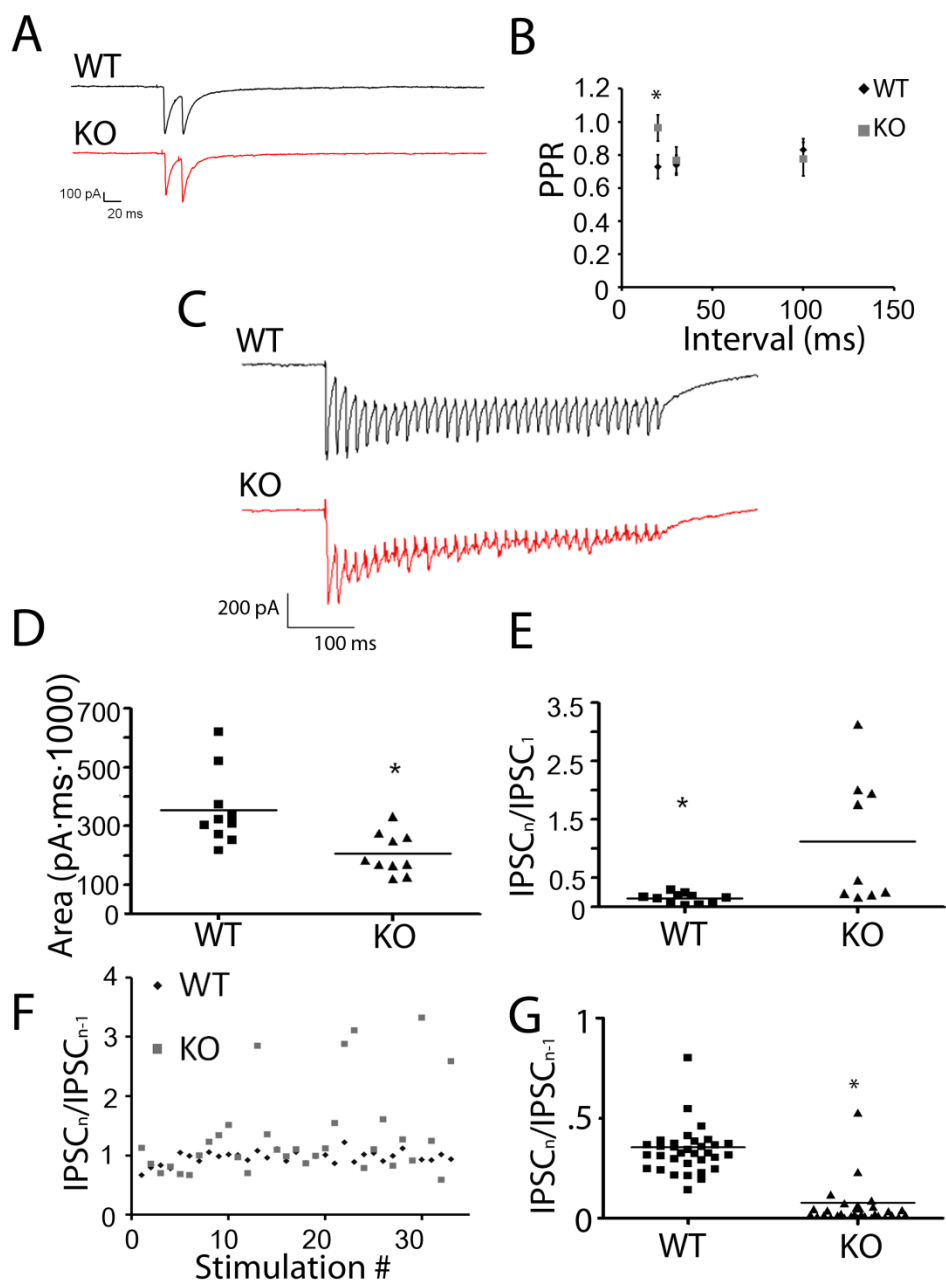 A
WT
KO
100 pA
20 ms
B
1.2
1.0
0.8
0.6
0.4
0.2
0
PPR
*
WT
KO
0
50
100
150
Interval (ms)
C
WT
KO
200 pA
100 ms
D
Area (pA·ms·1000)
700
500
300
100
0
*
WT
KO
E
IPSCn/IPSC1
3.5
2.5
1.5
0.5
0
*
WT
KO
F
IPSCn/IPSCn-1
4
3
2
1
0
WT
KO
0
10
20
30
Stimulation #
G
IPSCn/IPSCn-1
1
.5
0
*
WT
KO